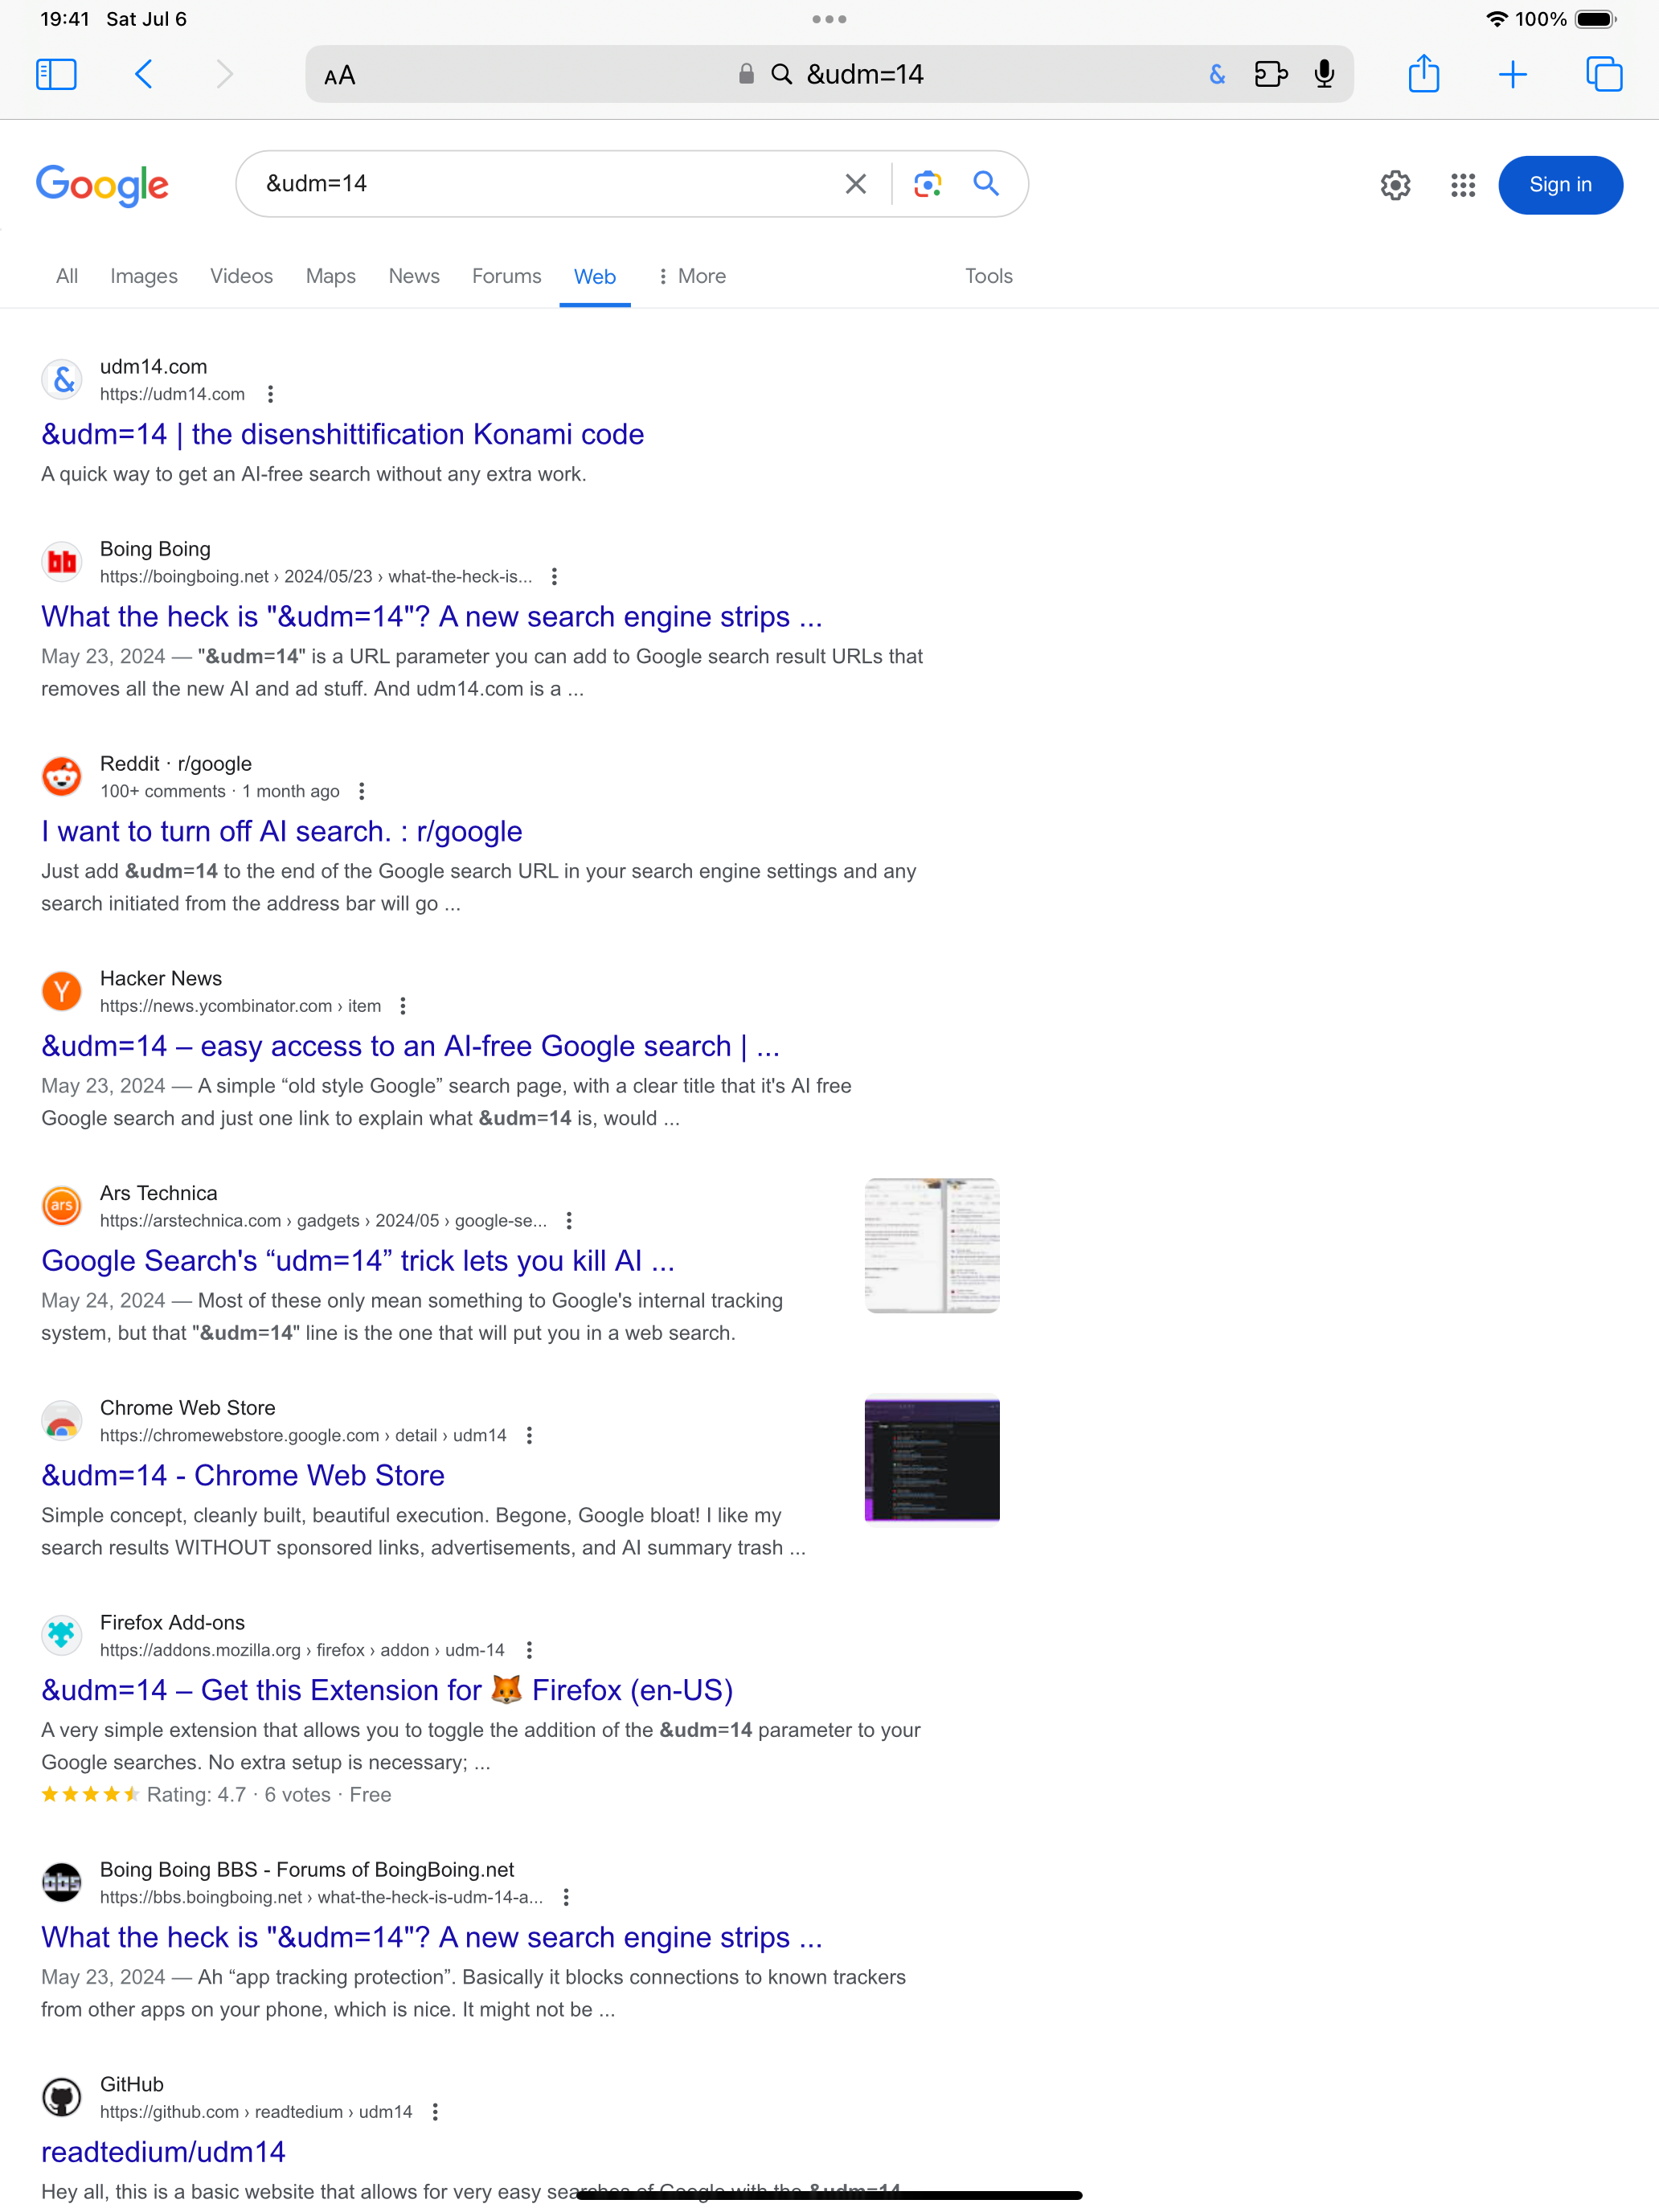 19:41 Sat Jul 6
100%
AA
&udm=14
&
Google
&udm=14
Sign in
All Images Videos Maps News Forums Web More Tools
udm14.com
https://udm14.com
&udm=14 | the disenshittification Konami code
A quick way to get an AI-free search without any extra work.
Boing Boing
https://boingboing.net › 2024/05/23 › what-the-heck-is...
What the heck is "&udm=14"? A new search engine strips ...
May 23, 2024 — "&udm=14" is a URL parameter you can add to Google search result URLs that
removes all the new AI and ad stuff. And udm14.com is a ...
Reddit · r/google
100+ comments · 1 month ago
I want to turn off AI search. : r/google
Just add &udm=14 to the end of the Google search URL in your search engine settings and any
search initiated from the address bar will go ...
Y
Hacker News
https://news.ycombinator.com › item
&udm=14 – easy access to an AI-free Google search | ...
May 23, 2024 — A simple “old style Google” search page, with a clear title that it's AI free
Google search and just one link to explain what &udm=14 is, would ...
ars
Ars Technica
https://arstechnica.com › gadgets › 2024/05 › google-se...
Google Search's “udm=14” trick lets you kill AI ...
May 24, 2024 — Most of these only mean something to Google's internal tracking
system, but that "&udm=14" line is the one that will put you in a web search.
Chrome Web Store
https://chromewebstore.google.com › detail › udm14
&udm=14 - Chrome Web Store
Simple concept, cleanly built, beautiful execution. Begone, Google bloat! I like my
search results WITHOUT sponsored links, advertisements, and AI summary trash ...
Firefox Add-ons
https://addons.mozilla.org › firefox › addon › udm-14
&udm=14 – Get this Extension for 🦊 Firefox (en-US)
A very simple extension that allows you to toggle the addition of the &udm=14 parameter to your
Google searches. No extra setup is necessary; ...
Rating: 4.7 · 6 votes · Free
bbs
Boing Boing BBS - Forums of BoingBoing.net
https://bbs.boingboing.net › what-the-heck-is-udm-14-a...
What the heck is "&udm=14"? A new search engine strips ...
May 23, 2024 — Ah “app tracking protection”. Basically it blocks connections to known trackers
from other apps on your phone, which is nice. It might not be ...
GitHub
https://github.com › readtedium › udm14
readtedium/udm14
Hey all, this is a basic website that allows for very easy searches of Google with the &udm=14